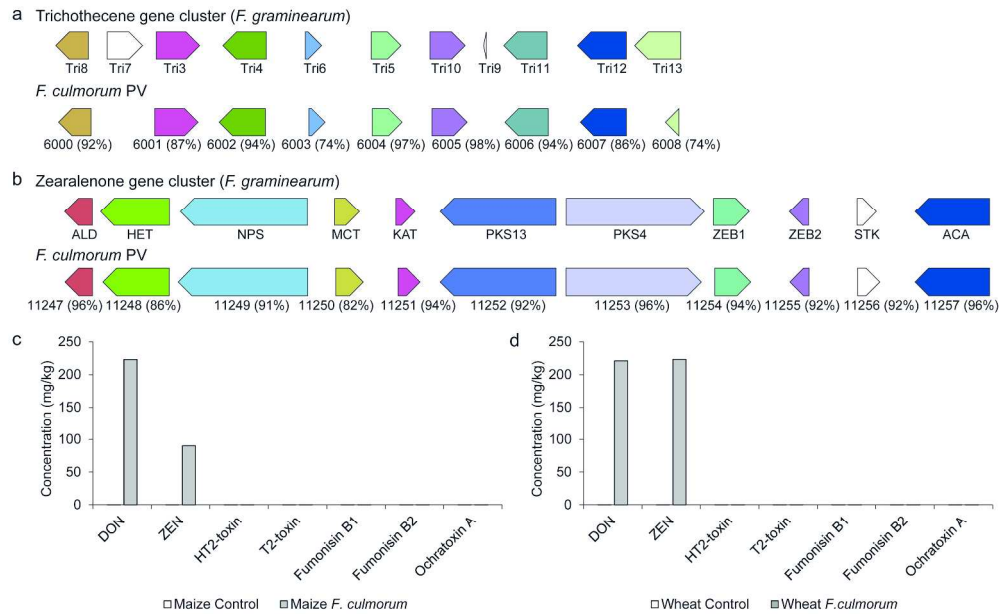 a Trichothecene gene cluster (F. graminearum)
Tri8 Tri7 Tri3 Tri4 Tri6 Tri5 Tri10 Tri9 Tri11 Tri12 Tri13
F. culmorum PV
6000 (92%) 6001 (87%) 6002 (94%) 6003 (74%) 6004 (97%) 6005 (98%) 6006 (94%) 6007 (86%) 6008 (74%)
b Zearalenone gene cluster (F. graminearum)
ALD HET NPS MCT KAT PKS13 PKS4 ZEB1 ZEB2 STK ACA
F. culmorum PV
11247 (96%) 11248 (86%) 11249 (91%) 11250 (82%) 11251 (94%) 11252 (92%) 11253 (96%) 11254 (94%) 11255 (92%) 11256 (92%) 11257 (96%)
c
Concentration (mg/kg)
250
200
150
100
50
0
DON ZEN HT2-toxin T2-toxin Fumonisin B1 Fumonisin B2 Ochratoxin A
Maize Control Maize F. culmorum
d
Concentration (mg/kg)
250
200
150
100
50
0
DON ZEN HT2-toxin T2-toxin Fumonisin B1 Fumonisin B2 Ochratoxin A
Wheat Control Wheat F.culmorum